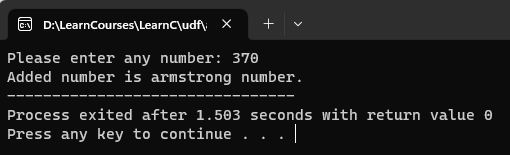 D:\LearnCourses\LearnC\udf\
Please enter any number: 370
Added number is armstrong number.
--------------------------------
Process exited after 1.503 seconds with return value 0
Press any key to continue . . .